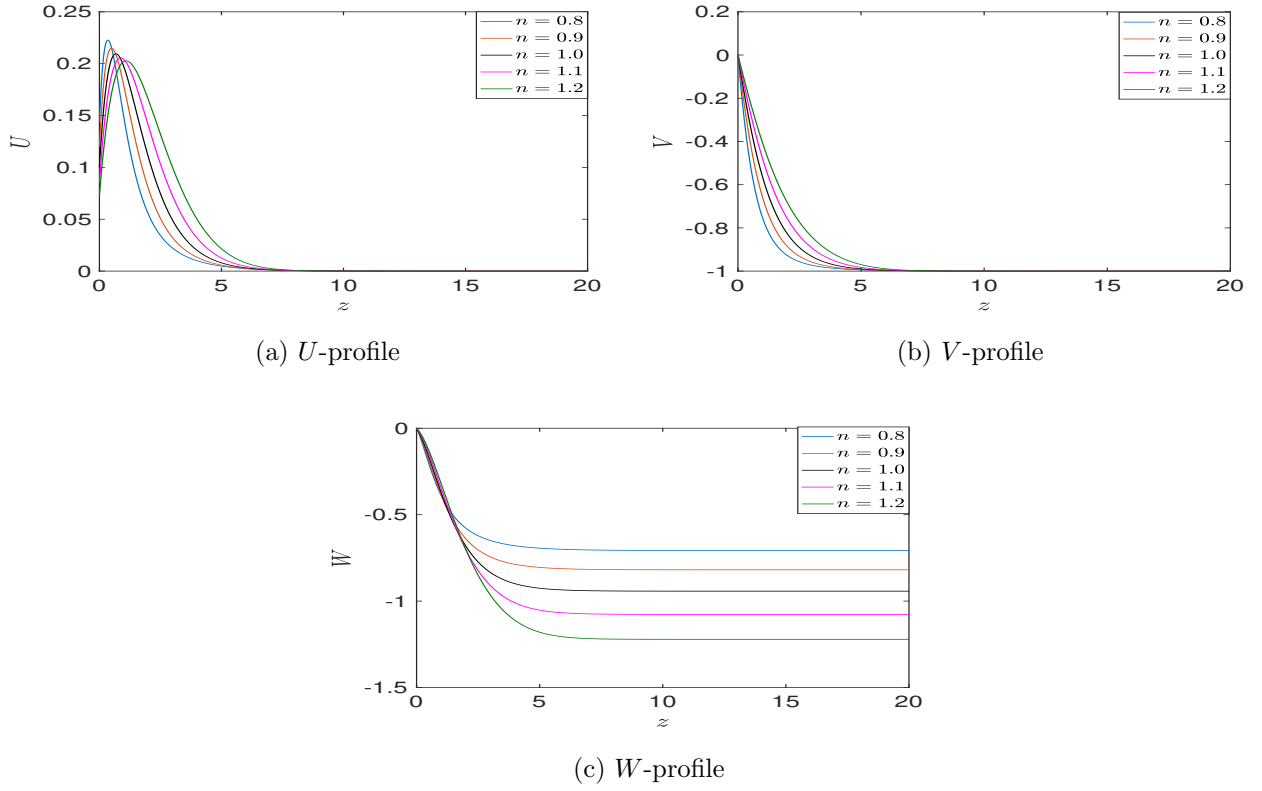 0.25
0.2
0.15
0.1
0.05
0
U
0
5
10
15
20
z
n = 0.8
n = 0.9
n = 1.0
n = 1.1
n = 1.2
(a) U-profile
0.2
0
-0.2
-0.4
-0.6
-0.8
-1
V
0
5
10
15
20
z
n = 0.8
n = 0.9
n = 1.0
n = 1.1
n = 1.2
(b) V-profile
0
-0.5
-1
-1.5
W
0
5
10
15
20
z
n = 0.8
n = 0.9
n = 1.0
n = 1.1
n = 1.2
(c) W-profile